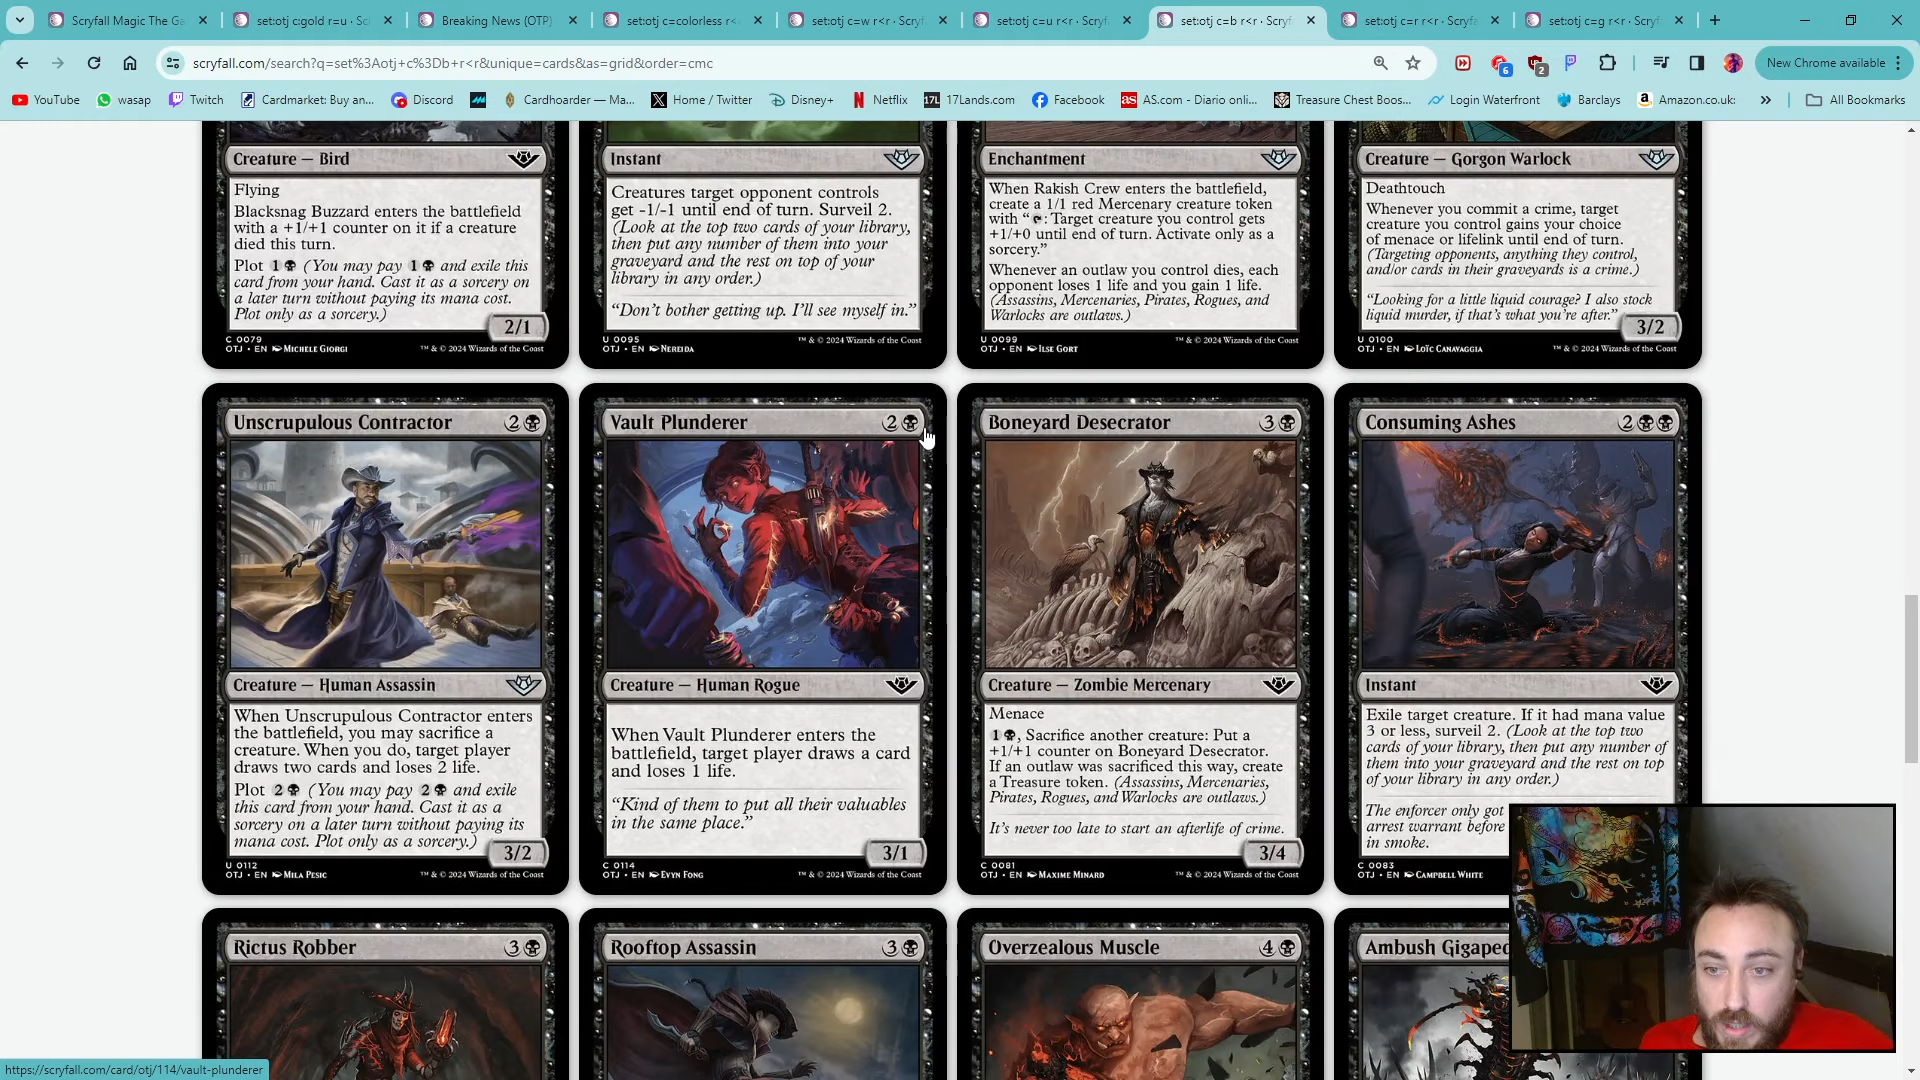 Scryfall Magic The Ga
set:otj c:gold r=u · Sc
Breaking News (OTP)
set:otj c=colorless r<
set:otj c=w r<r · Scryf
set:otj c=u r<r · Scryf
set:otj c=b r<r · Scryf
set:otj c=r r<r · Scryfa
set:otj c=g r<r · Scryf
scryfall.com/search?q=set%3Aotj+c%3Db+r<r&unique=cards&as=grid&order=cmc
6
2
New Chrome available
YouTube
wasap
Twitch
Cardmarket: Buy an...
Discord
Cardhoarder — Ma...
Home / Twitter
Disney+
Netflix
17L 17Lands.com
Facebook
as AS.com - Diario onli...
Treasure Chest Boos...
Login Waterfront
Barclays
Amazon.co.uk:
All Bookmarks
Creature — Bird
Flying
Blacksnag Buzzard enters the battlefield
with a +1/+1 counter on it if a creature
died this turn.
Plot 1 (You may pay 1 and exile this
card from your hand. Cast it as a sorcery on
a later turn without paying its mana cost.
Plot only as a sorcery.)
2/1
C 0079
OTJ • EN Michele Giorgi
™ & © 2024 Wizards of the Coast
Instant
Creatures target opponent controls
get -1/-1 until end of turn. Surveil 2.
(Look at the top two cards of your library,
then put any number of them into your
graveyard and the rest on top of your
library in any order.)
“Don’t bother getting up. I’ll see myself in.”
U 0095
OTJ • EN Nereida
™ & © 2024 Wizards of the Coast
Enchantment
When Rakish Crew enters the battlefield,
create a 1/1 red Mercenary creature token
with “: Target creature you control gets
+1/+0 until end of turn. Activate only as a
sorcery.”
Whenever an outlaw you control dies, each
opponent loses 1 life and you gain 1 life.
(Assassins, Mercenaries, Pirates, Rogues, and
Warlocks are outlaws.)
U 0099
OTJ • EN Ilse Gort
™ & © 2024 Wizards of the Coast
Creature — Gorgon Warlock
Deathtouch
Whenever you commit a crime, target
creature you control gains your choice
of menace or lifelink until end of turn.
(Targeting opponents, anything they control,
and/or cards in their graveyards is a crime.)
“Looking for a little liquid courage? I also stock
liquid murder, if that’s what you’re after.”
3/2
U 0100
OTJ • EN Loïc Canavaggia
™ & © 2024 Wizards of the Coast
Unscrupulous Contractor 2
Creature — Human Assassin
When Unscrupulous Contractor enters
the battlefield, you may sacrifice a
creature. When you do, target player
draws two cards and loses 2 life.
Plot 2 (You may pay 2 and exile
this card from your hand. Cast it as a
sorcery on a later turn without paying its
mana cost. Plot only as a sorcery.)
3/2
U 0112
OTJ • EN Mila Pesic
™ & © 2024 Wizards of the Coast
Vault Plunderer 2
Creature — Human Rogue
When Vault Plunderer enters the
battlefield, target player draws a card
and loses 1 life.
“Kind of them to put all their valuables
in the same place.”
3/1
C 0114
OTJ • EN Evyn Fong
™ & © 2024 Wizards of the Coast
Boneyard Desecrator 3
Creature — Zombie Mercenary
Menace
1, Sacrifice another creature: Put a
+1/+1 counter on Boneyard Desecrator.
If an outlaw was sacrificed this way, create
a Treasure token. (Assassins, Mercenaries,
Pirates, Rogues, and Warlocks are outlaws.)
It’s never too late to start an afterlife of crime.
3/4
C 0081
OTJ • EN Maxime Minard
™ & © 2024 Wizards of the Coast
Consuming Ashes 2
Instant
Exile target creature. If it had mana value
3 or less, surveil 2. (Look at the top two
cards of your library, then put any number of
them into your graveyard and the rest on top
of your library in any order.)
The enforcer only got
arrest warrant before
in smoke.
C 0083
OTJ • EN Campbell White
Rictus Robber 3
Rooftop Assassin 3
Overzealous Muscle 4
Ambush Gigaped
https://scryfall.com/card/otj/114/vault-plunderer